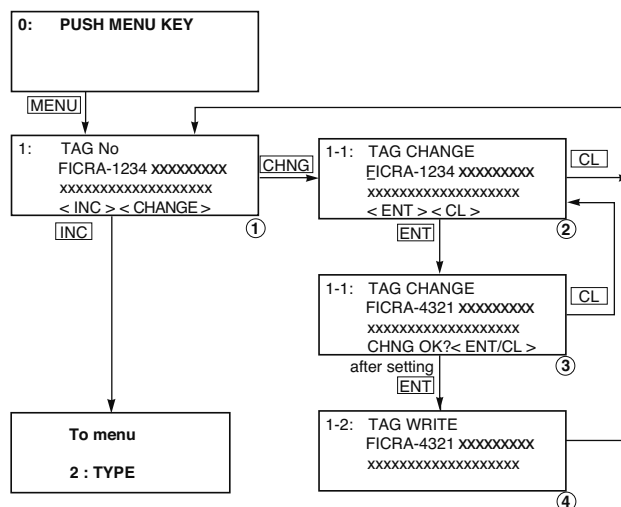 0: PUSH MENU KEY
MENU
1: TAG No
FICRA-1234 xxxxxxxxx
xxxxxxxxxxxxxxxxxxx
< INC > < CHANGE >
1
CHNG
INC
1-1: TAG CHANGE
FICRA-1234 xxxxxxxxx
xxxxxxxxxxxxxxxxxxx
< ENT > < CL >
2
CL
ENT
1-1: TAG CHANGE
FICRA-4321 xxxxxxxxx
xxxxxxxxxxxxxxxxxxx
CHNG OK?< ENT/CL >
3
CL
after setting
ENT
1-2: TAG WRITE
FICRA-4321 xxxxxxxxx
xxxxxxxxxxxxxxxxxxx
4
To menu
2 : TYPE